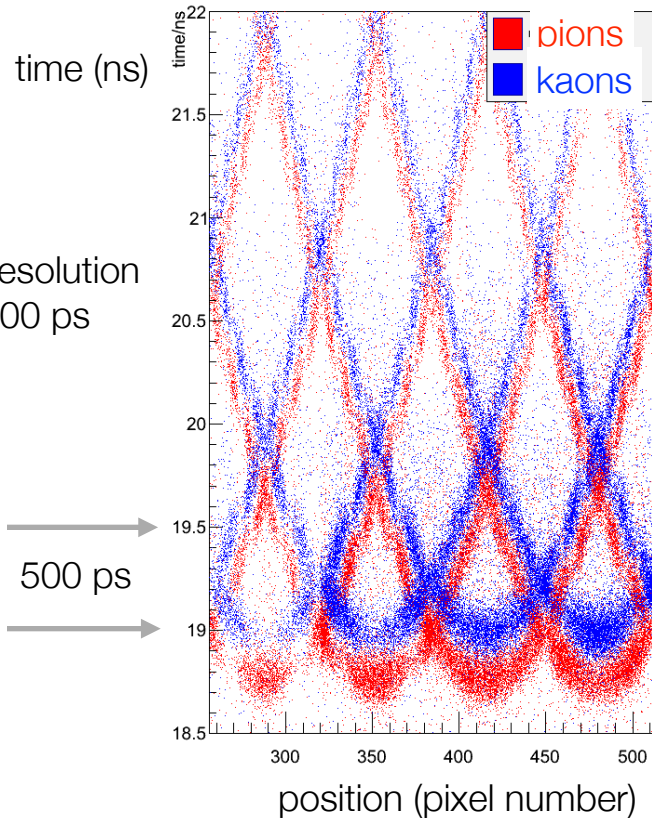 time (ns)
time/ns
pions
kaons
22
21.5
21
esolution
20.5
00 ps
20
19.5
500 ps
19
18.5
300
350
400
450
500
position (pixel number)